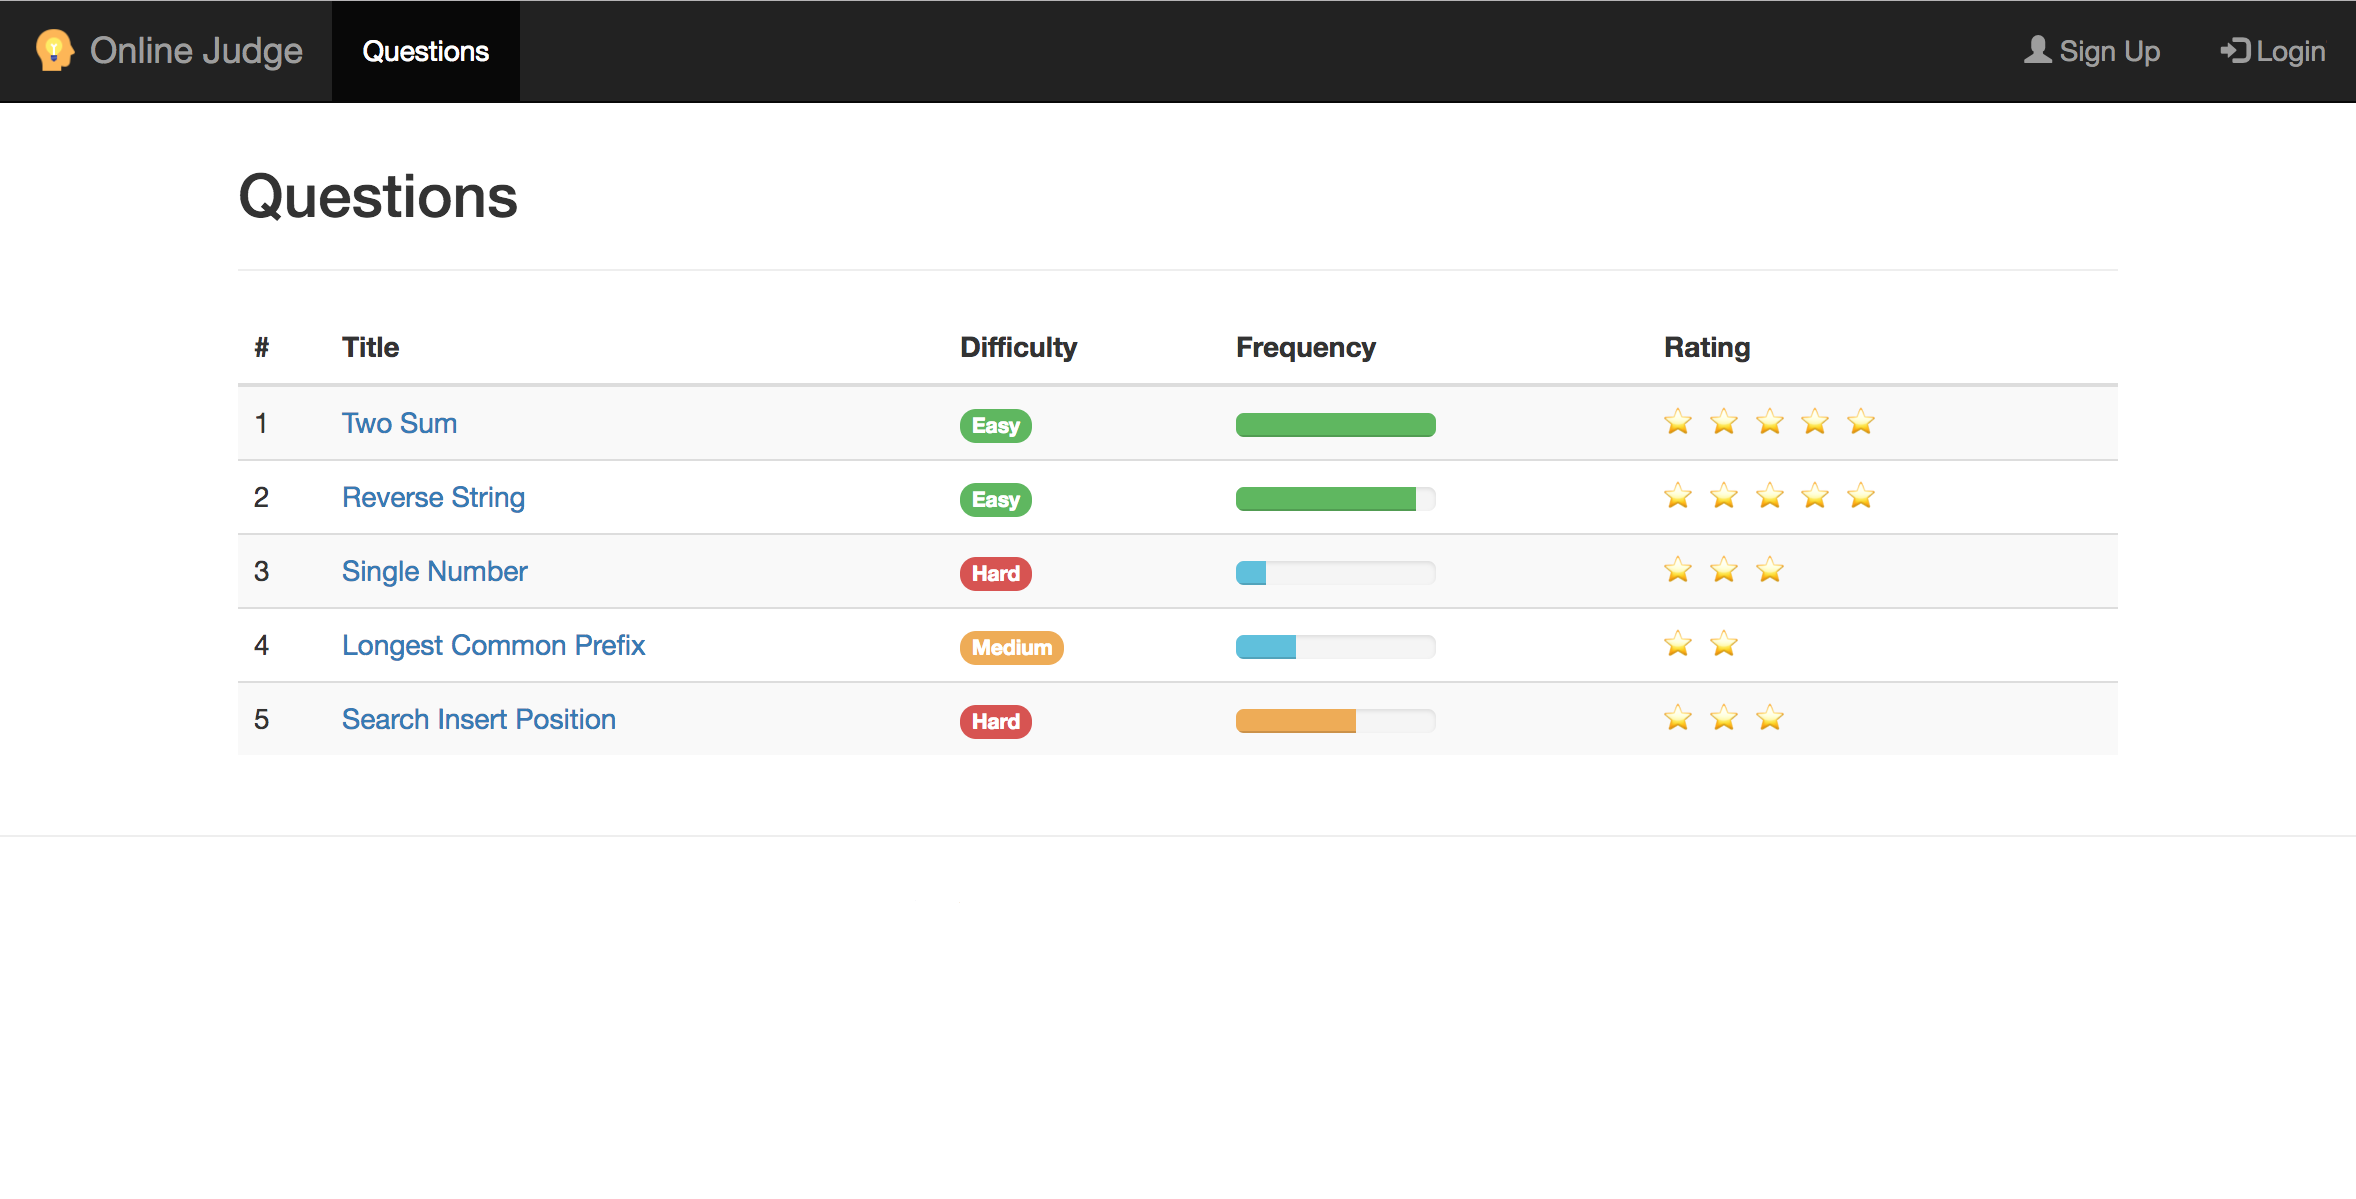 Online Judge Questions Sign Up Login
Questions
# Title Difficulty Frequency Rating
1 Two Sum Easy
2 Reverse String Easy
3 Single Number Hard
4 Longest Common Prefix Medium
5 Search Insert Position Hard